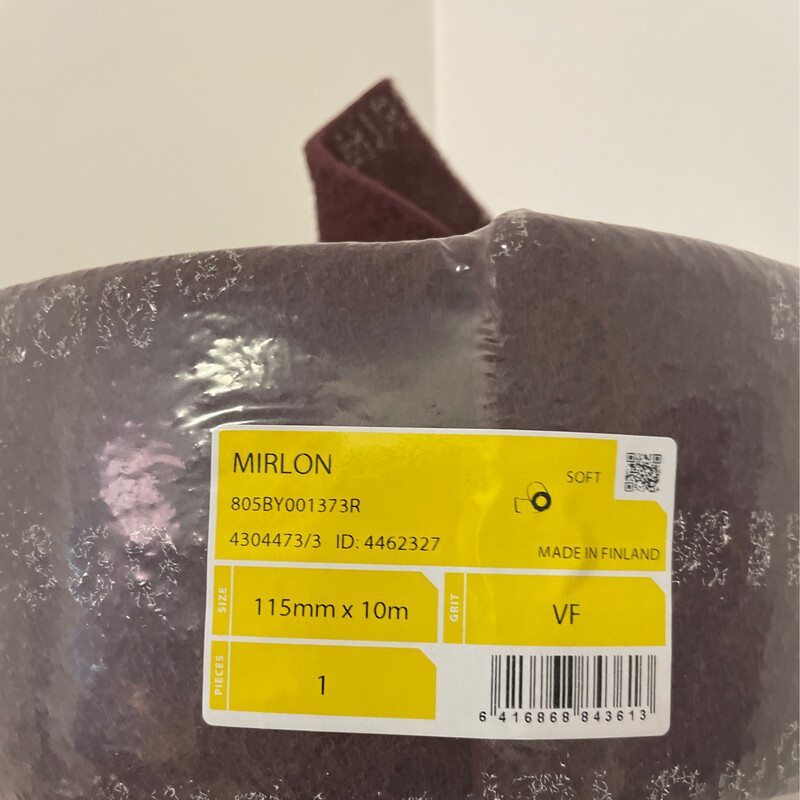 MIRLON
SOFT
805BY001373R
4304473/3 ID: 4462327
MADE IN FINLAND
SIZE
115mm x 10m
GRIT
VF
PIECES
1
6 416868 843613